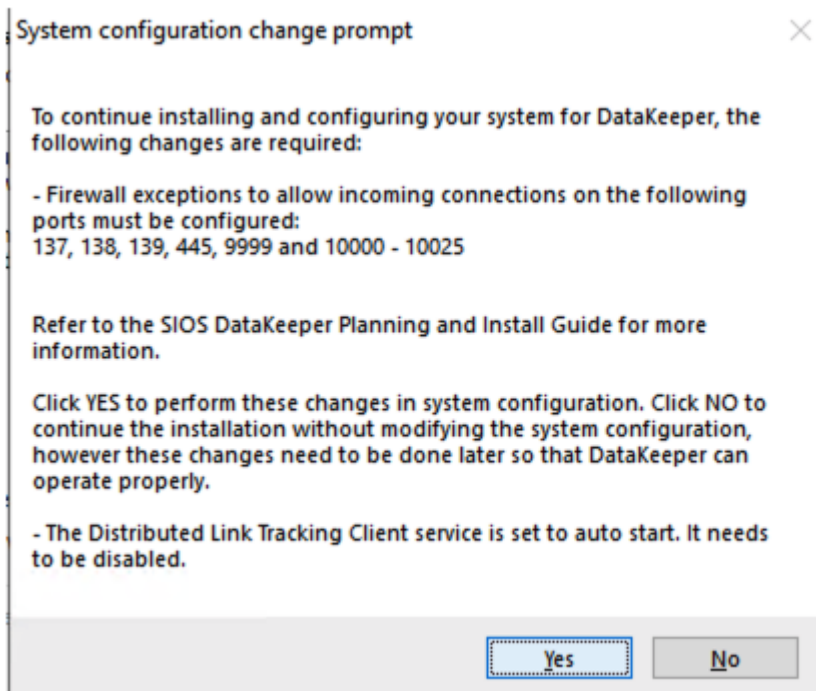 System configuration change prompt
To continue installing and configuring your system for DataKeeper, the
following changes are required:
- Firewall exceptions to allow incoming connections on the following
ports must be configured:
137, 138, 139, 445, 9999 and 10000 - 10025
Refer to the SIOS DataKeeper Planning and Install Guide for more
information.
Click YES to perform these changes in system configuration. Click NO to
continue the installation without modifying the system configuration,
however these changes need to be done later so that DataKeeper can
operate properly.
- The Distributed Link Tracking Client service is set to auto start. It needs
to be disabled.
Yes
No